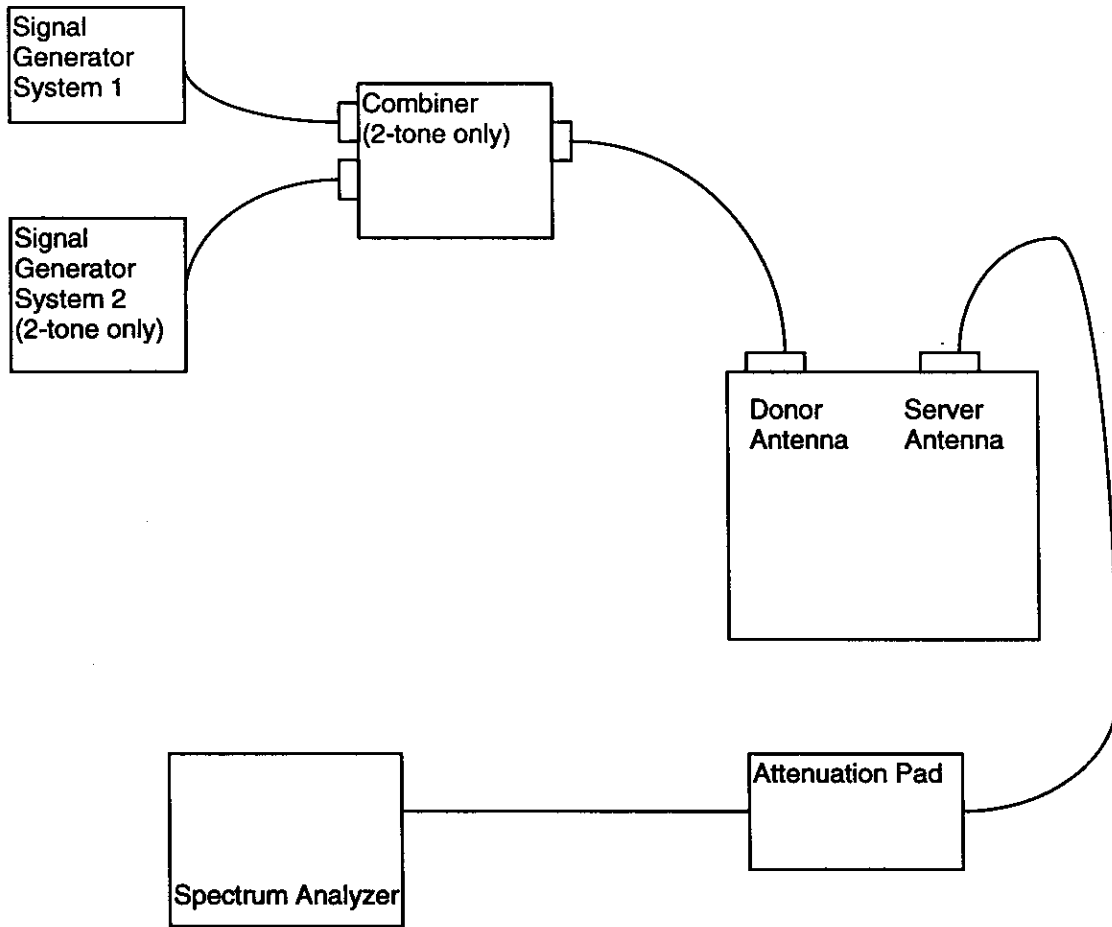 Signal
Generator
System 1
Combiner
(2-tone only)
Signal
Generator
System 2
(2-tone only)
Donor
Antenna
Server
Antenna
Attenuation Pad
Spectrum Analyzer